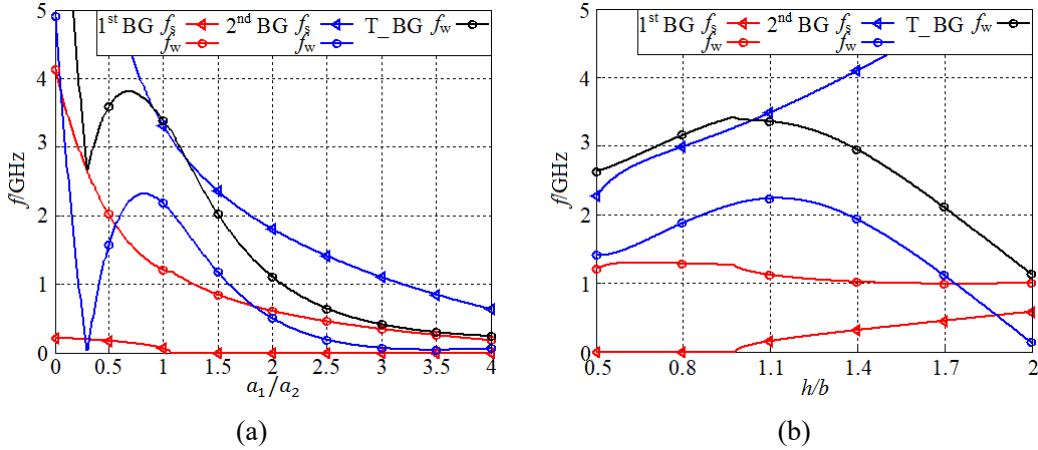 1st BG fs 2nd BG fs T_BG fw
fw fw
f/GHz
5
4
3
2
1
0
0 0.5 1 1.5 2 2.5 3 3.5 4
a1/a2
(a)
1st BG fs 2nd BG fs T_BG fw
fw fw
f/GHz
5
4
3
2
1
0
0.5 0.8 1.1 1.4 1.7 2
h/b
(b)